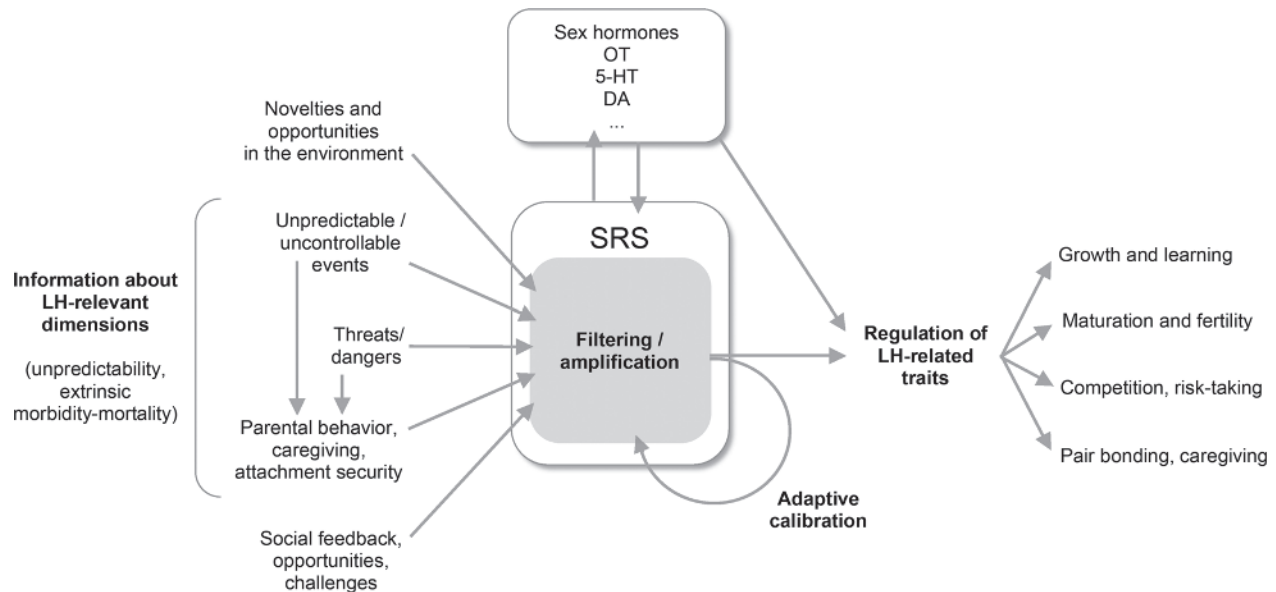 Sex hormones
OT
5-HT
DA
...
Novelties and
opportunities
in the environment
Unpredictable /
uncontrollable
events
Information about
LH-relevant
dimensions
(unpredictability,
extrinsic
morbidity-mortality)
Threats/
dangers
Parental behavior,
caregiving,
attachment security
Social feedback,
opportunities,
challenges
SRS
Filtering /
amplification
Adaptive
calibration
Regulation of
LH-related
traits
Growth and learning
Maturation and fertility
Competition, risk-taking
Pair bonding, caregiving